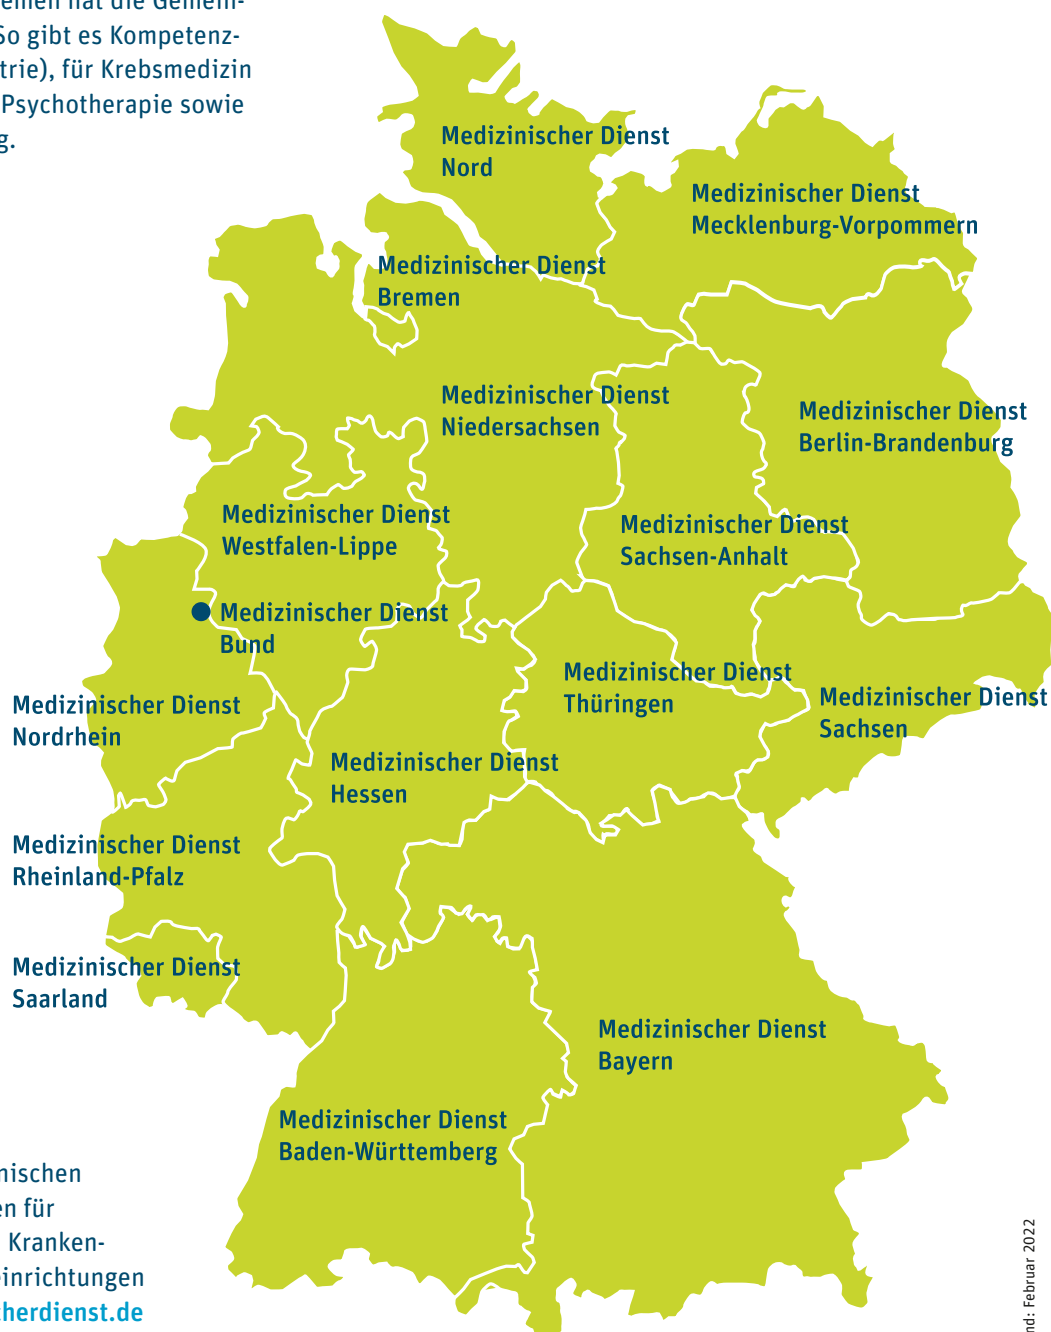 So gibt es Kompetenz-
trie), für Krebsmedizin
Psychotherapie sowie
g.
Medizinischer Dienst
Nord
Medizinischer Dienst
Mecklenburg-Vorpommern
Medizinischer Dienst
Bremen
Medizinischer Dienst
Niedersachsen
Medizinischer Dienst
Berlin-Brandenburg
Medizinischer Dienst
Westfalen-Lippe
Medizinischer Dienst
Sachsen-Anhalt
Medizinischer Dienst
Bund
Medizinischer Dienst
Thüringen
Medizinischer Dienst
Sachsen
Medizinischer Dienst
Nordrhein
Medizinischer Dienst
Hessen
Medizinischer Dienst
Rheinland-Pfalz
Medizinischer Dienst
Saarland
Medizinischer Dienst
Bayern
Medizinischer Dienst
Baden-Württemberg
nischen
en für
Kranken-
einrichtungen
cherdienst.de
nd: Februar 2022